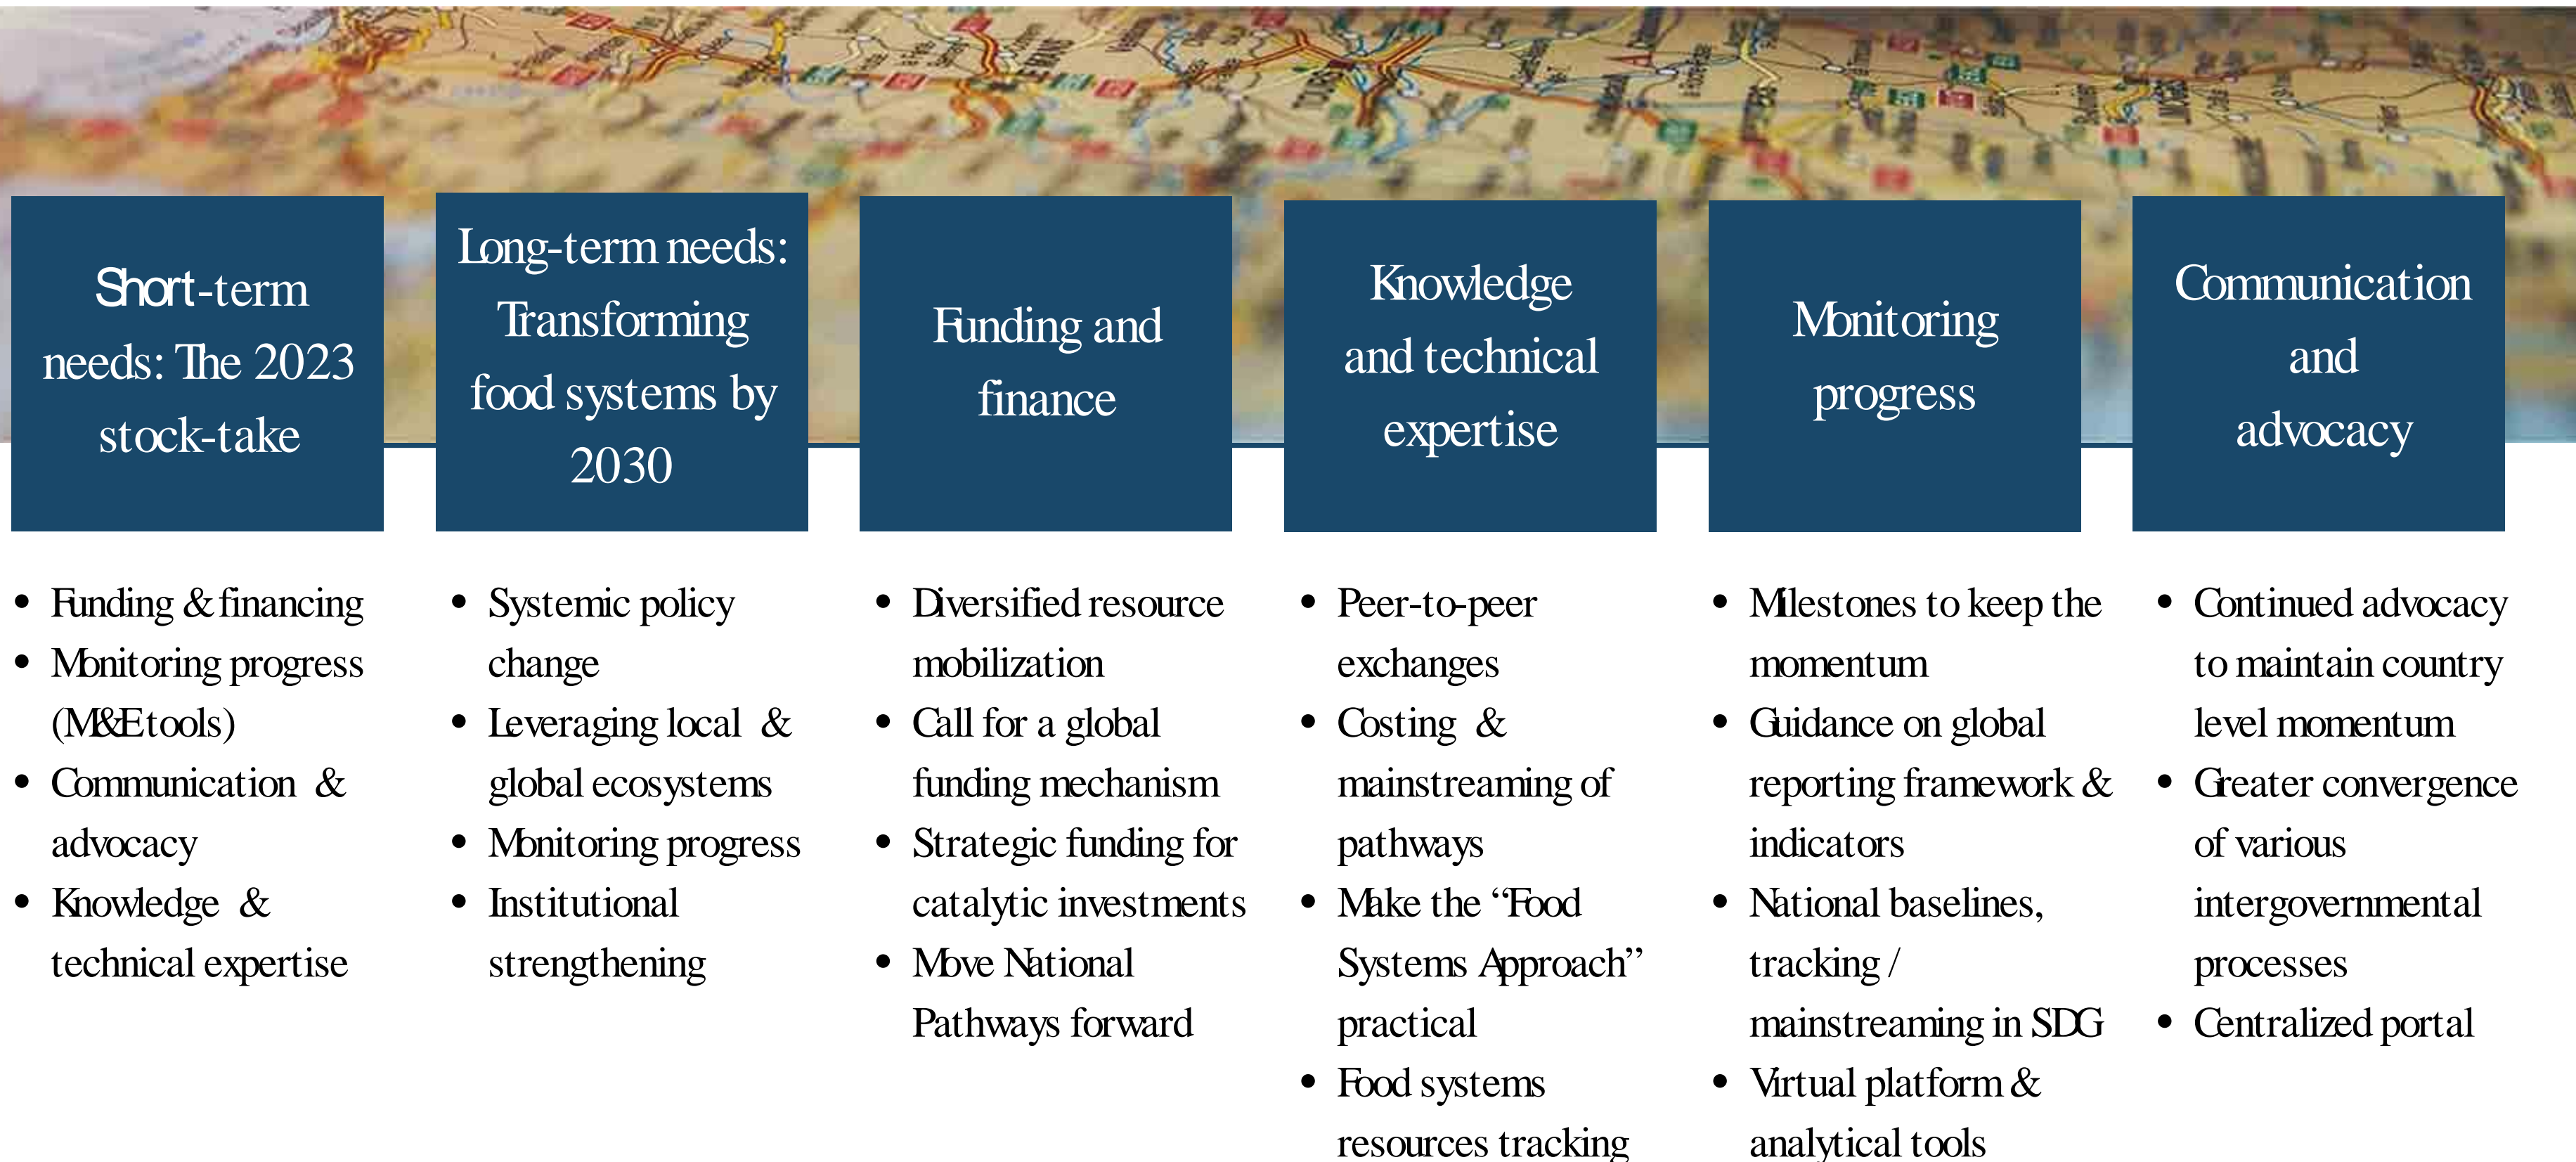 Short-term
needs: The 2023
stock-take
Long-term needs:
Transforming
food systems by
2030
Funding and
finance
Knowledge
and technical
expertise
Monitoring
progress
Communication
and
advocacy
• Funding & financing
• Monitoring progress
(M&E tools)
• Communication &
advocacy
• Knowledge &
technical expertise
• Systemic policy
change
• Leveraging local &
global ecosystems
• Monitoring progress
• Institutional
strengthening
• Diversified resource
mobilization
• Call for a global
funding mechanism
• Strategic funding for
catalytic investments
• Move National
Pathways forward
• Peer-to-peer
exchanges
• Costing &
mainstreaming of
pathways
• Make the “Food
Systems Approach”
practical
• Food systems
resources tracking
• Milestones to keep the
momentum
• Guidance on global
reporting framework &
indicators
• National baselines,
tracking /
mainstreaming in SDG
• Virtual platform &
analytical tools
• Continued advocacy
to maintain country
level momentum
• Greater convergence
of various
intergovernmental
processes
• Centralized portal